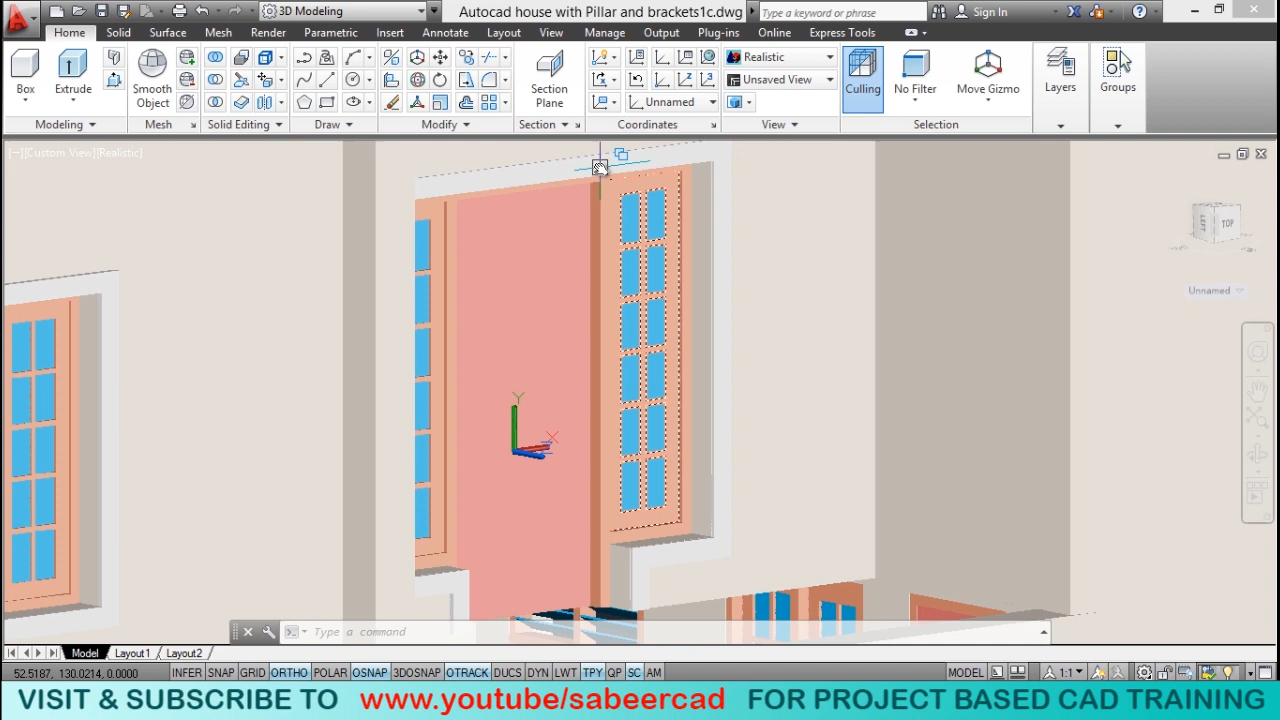 3D Modeling
Autocad house with Pillar and brackets1c.dwg
Type a keyword or phrase
Sign In
Home Solid Surface Mesh Render Parametric Insert Annotate Layout View Manage Output Plug-ins Online Express Tools
Box
Extrude
Smooth
Object
Section
Plane
Realistic
Unsaved View
Unnamed
Culling
No Filter
Move Gizmo
Layers
Groups
Modeling
Mesh
Solid Editing
Draw
Modify
Section
Coordinates
View
Selection
[−][Custom View][Realistic]
LEFT
TOP
Unnamed
Y
X
Type a command
Model Layout1 Layout2
52.5187, 130.0214, 0.0000
INFER SNAP GRID ORTHO POLAR OSNAP 3DOSNAP OTRACK DUCS DYN LWT TPY QP SC AM
MODEL
1:1
VISIT & SUBSCRIBE TO www.youtube/sabeercad FOR PROJECT BASED CAD TRAINING